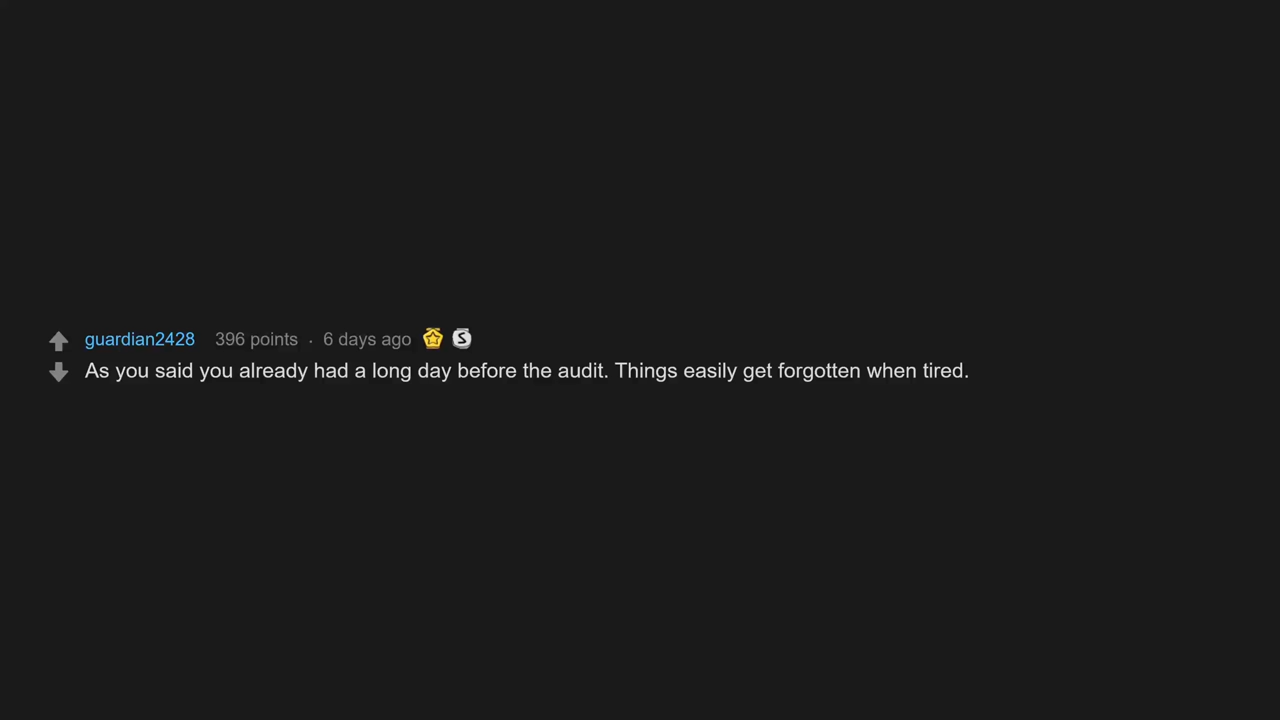 guardian2428 396 points · 6 days ago
As you said you already had a long day before the audit. Things easily get forgotten when tired.